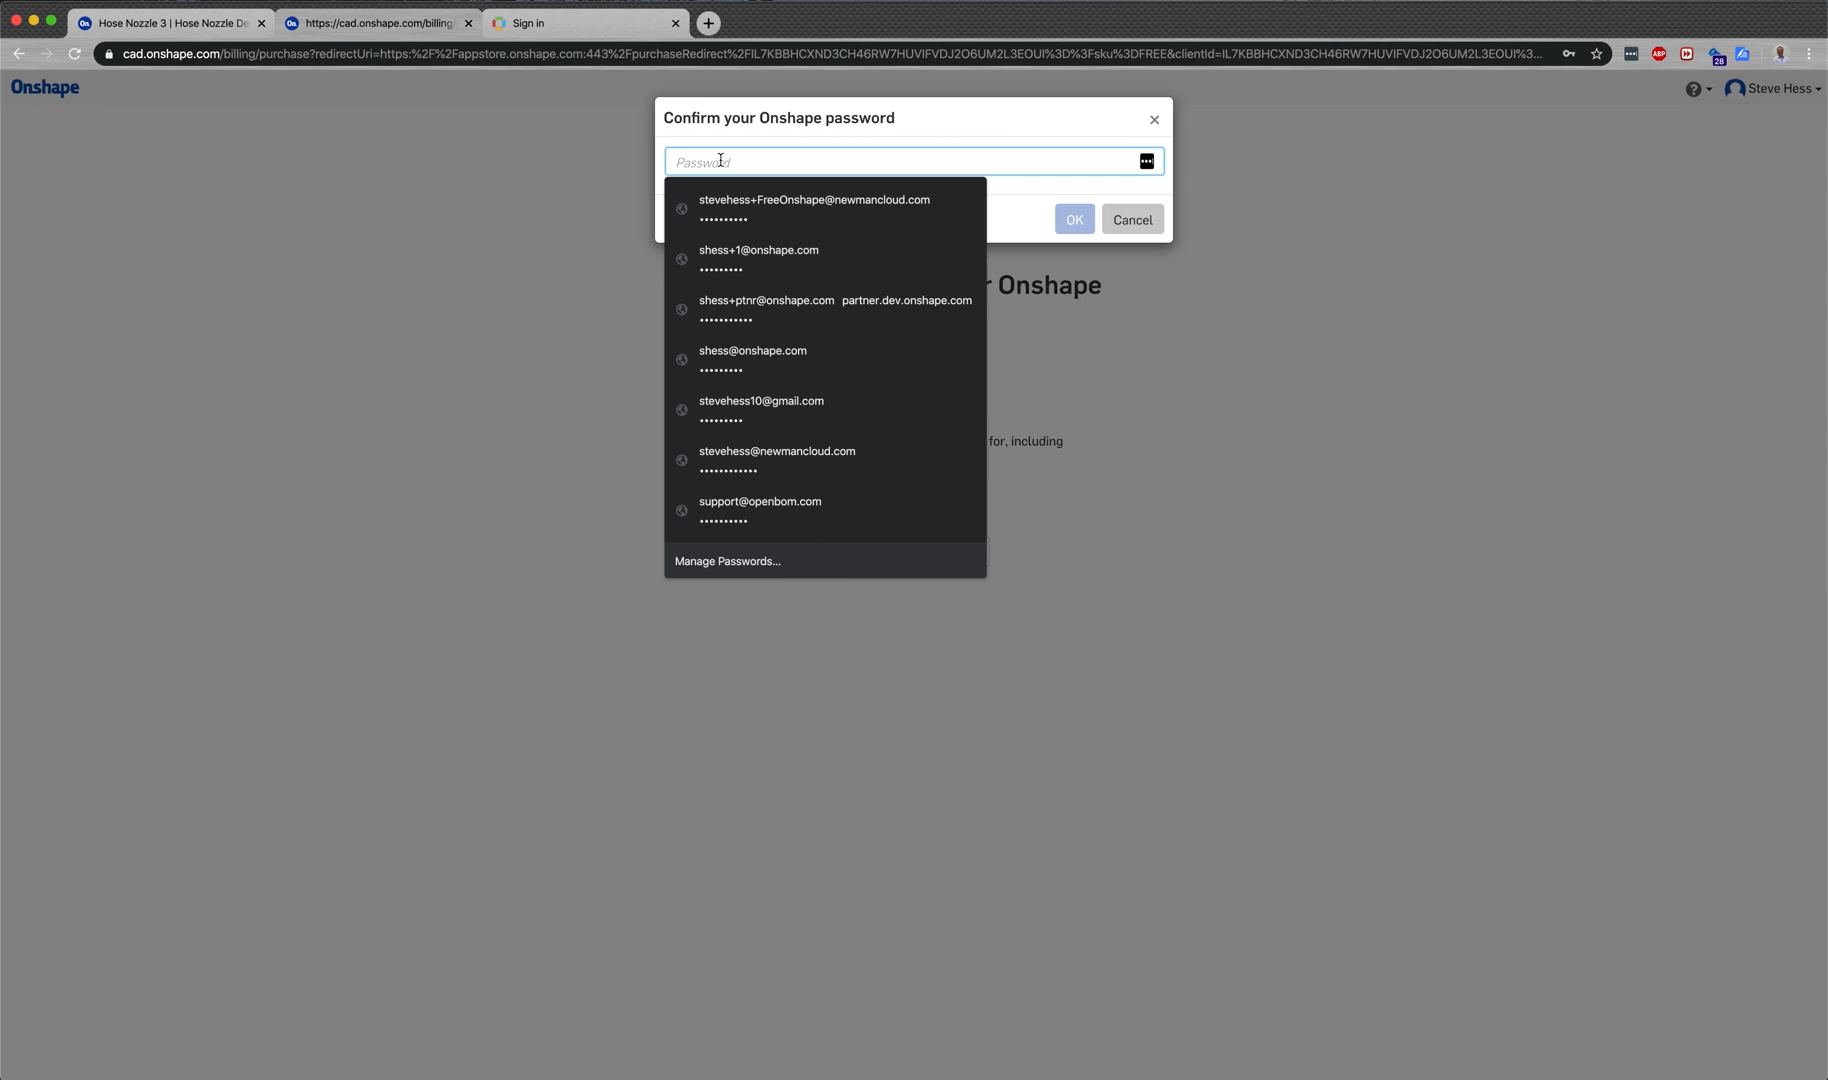 Hose Nozzle 3 | Hose Nozzle De
https://cad.onshape.com/billing/
Sign in
cad.onshape.com/billing/purchase?redirectUri=https:%2F%2Fappstore.onshape.com:443%2FpurchaseRedirect%2FIL7KBBHCXND3CH46RW7HUVIFVDJ2O6UM2L3EOUI%3D%3Fsku%3DFREE&clientId=IL7KBBHCXND3CH46RW7HUVIFVDJ2O6UM2L3EOUI%3...
ABP
28
Onshape
Steve Hess
Confirm your Onshape password
Password
stevehess+FreeOnshape@newmancloud.com
••••••••••
OK
Cancel
shess+1@onshape.com
•••••••••
r Onshape
shess+ptnr@onshape.com partner.dev.onshape.com
•••••••••••
shess@onshape.com
•••••••••
stevehess10@gmail.com
•••••••••
for, including
stevehess@newmancloud.com
••••••••••••
support@openbom.com
••••••••••
Manage Passwords...